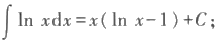 ∫ ln xdx = x( ln x-1) +C;